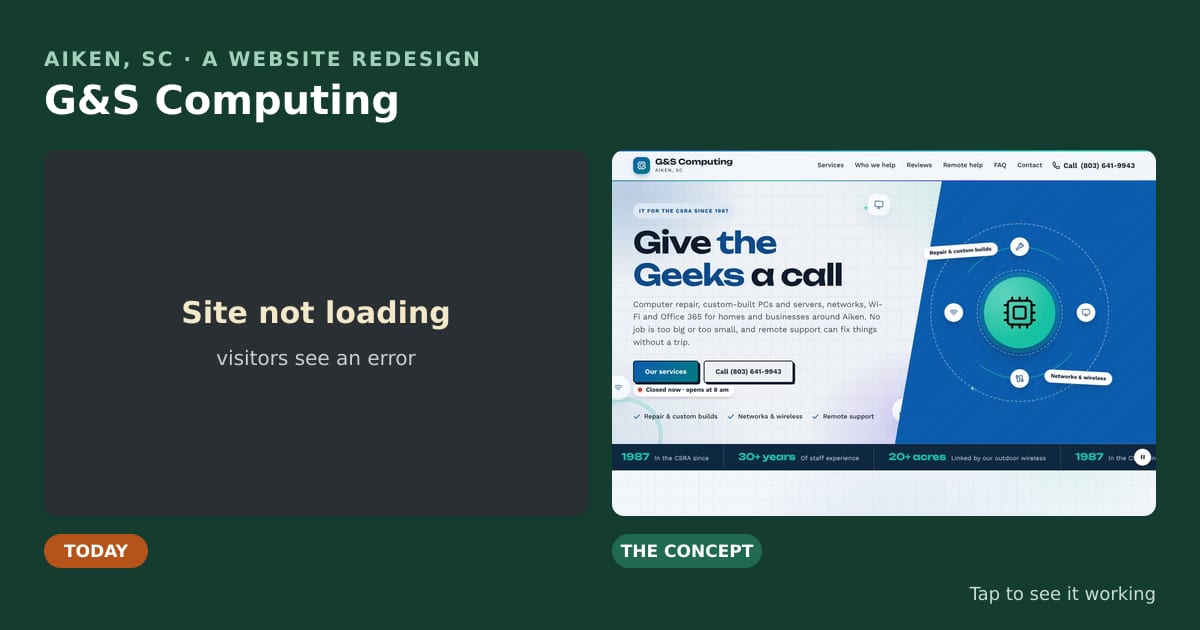 AIKEN, SC · A WEBSITE REDESIGN
G&S Computing
Site not loading
visitors see an error
TODAY
G&S Computing
AIKEN, SC
Services Who we help Reviews Remote help FAQ Contact Call (803) 641-9943
IT FOR THE CSRA SINCE 1987
Give the
Geeks a call
Computer repair, custom-built PCs and servers, networks, Wi-
Fi and Office 365 for homes and businesses around Aiken. No
job is too big or too small, and remote support can fix things
without a trip.
Our services Call (803) 641-9943
Closed now · opens at 8 am
Repair & custom builds Networks & wireless Remote support
Repair & custom builds
Networks & wireless
1987 In the CSRA since 30+ years Of staff experience 20+ acres Linked by our outdoor wireless 1987 In the
THE CONCEPT
Tap to see it working